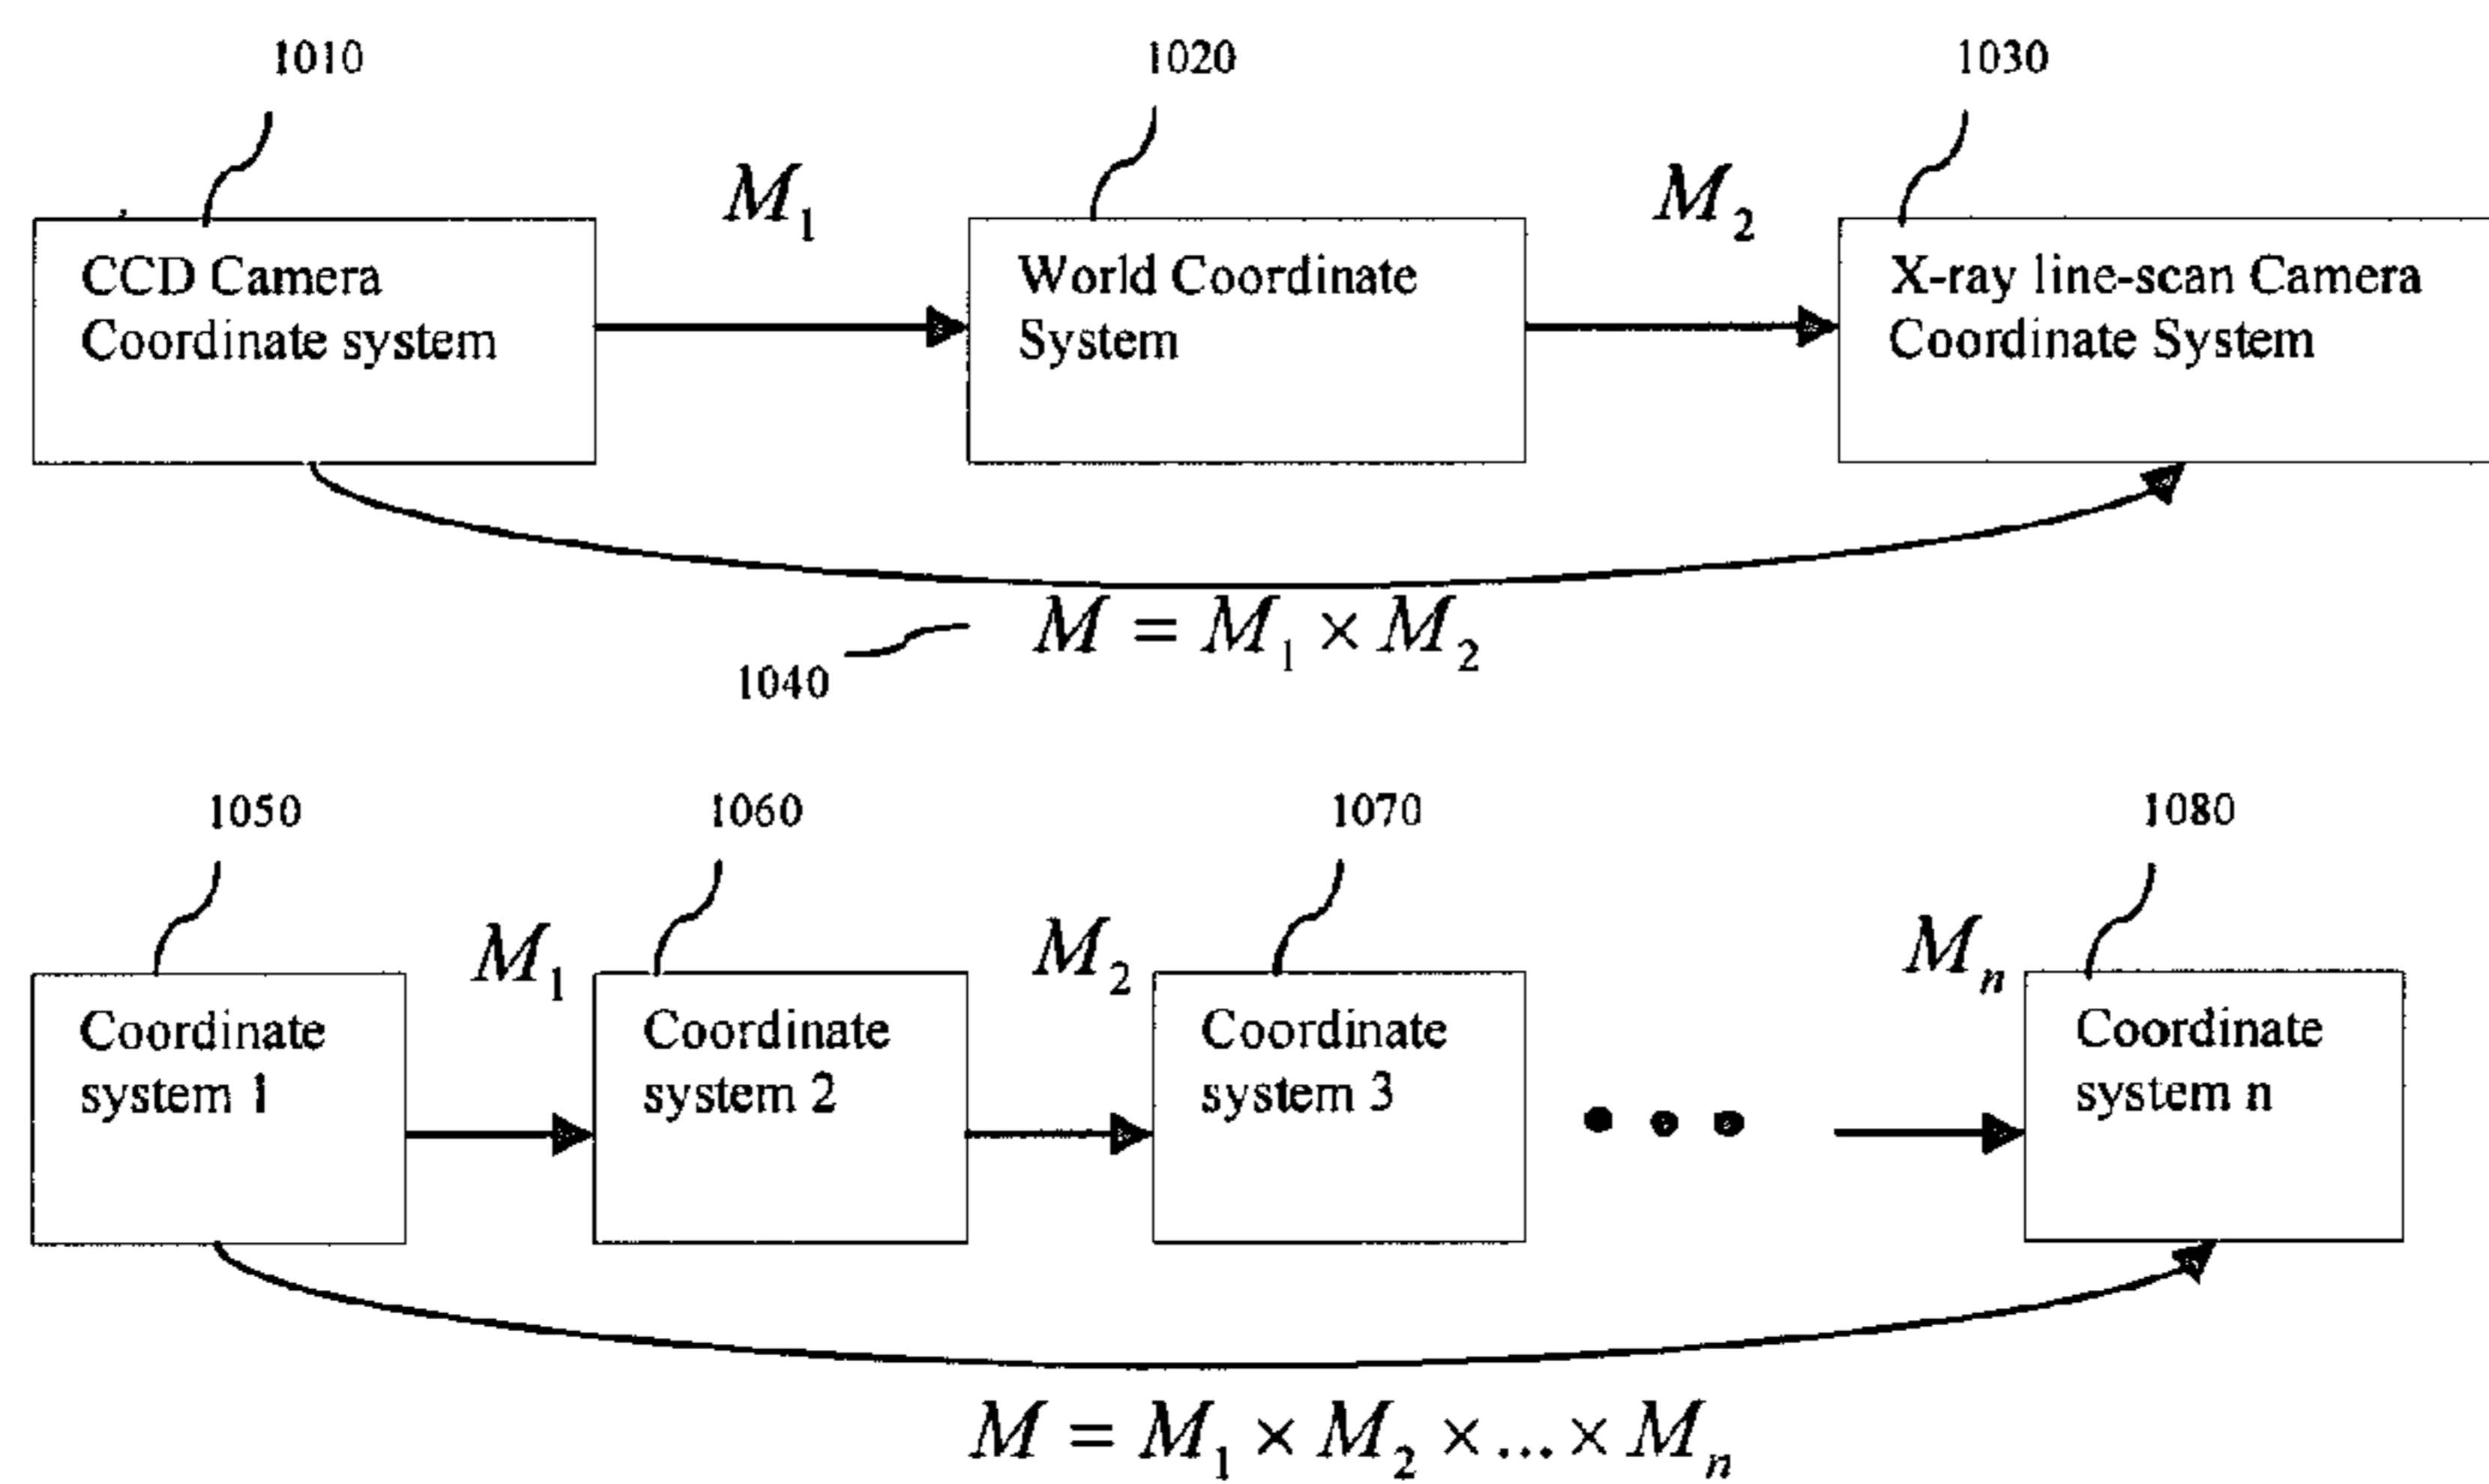 1010 1020 1030
M₁ M₂
CCD Camera
Coordinate system
World Coordinate
System
X-ray line-scan Camera
Coordinate System
M = M₁ × M₂
1040
1050 1060 1070 1080
M₁ M₂ Mₙ
Coordinate
system 1
Coordinate
system 2
Coordinate
system 3
• • •
Coordinate
system n
M = M₁ × M₂ ×...× Mₙ